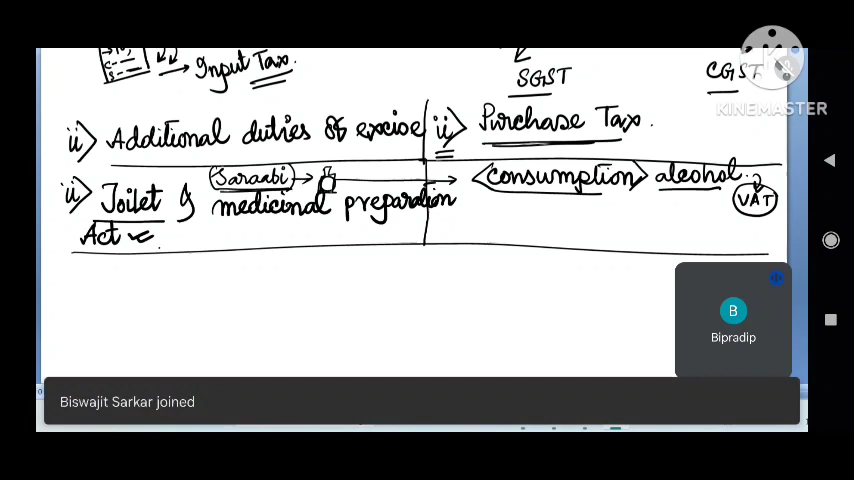 Input Tax.
SGST
CGST
KINEMASTER
ii> Additional duties of excise
ii> Purchase Tax.
Saraabi
<consumption> alcohol.
ii> Toilet & medicinal preparation
VAT
Act
B
Bipradip
Biswajit Sarkar joined